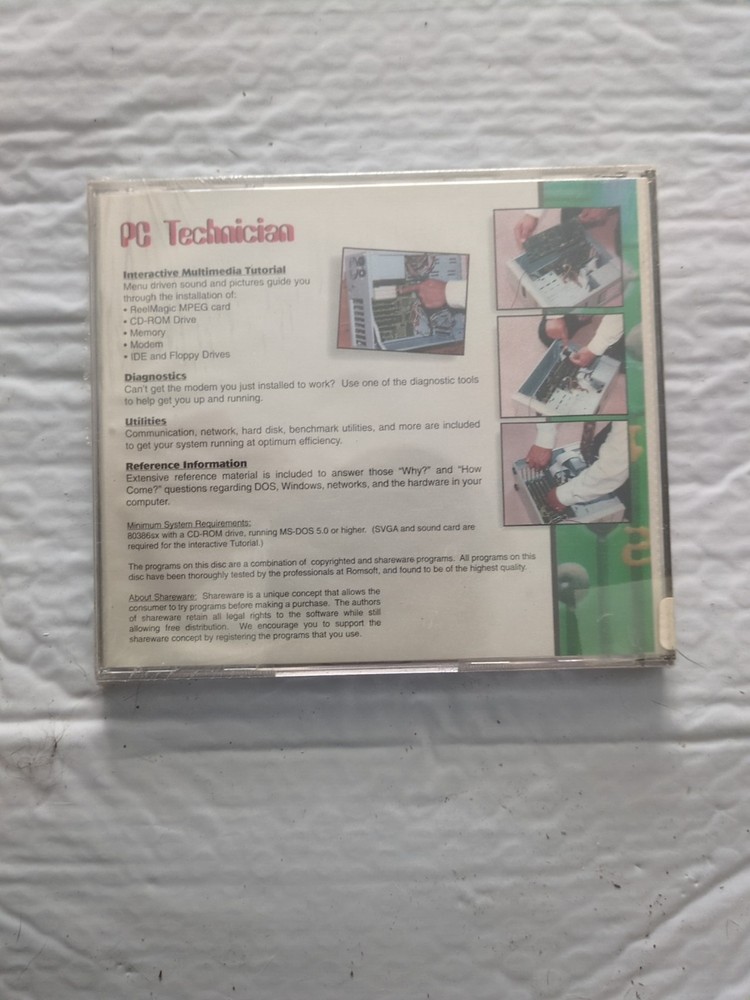 PC Technician
Interactive Multimedia Tutorial
Menu driven sound and pictures guide you
through the installation of:
• ReelMagic MPEG card
• CD-ROM Drive
• Memory
• Modem
• IDE and Floppy Drives
Diagnostics
Can't get the modem you just installed to work? Use one of the diagnostic tools
to help get you up and running.
Utilities
Communication, network, hard disk, benchmark utilities, and more are included
to get your system running at optimum efficiency.
Reference Information
Extensive reference material is included to answer those "Why?" and "How
Come?" questions regarding DOS, Windows, networks, and the hardware in your
computer.
Minimum System Requirements:
80386sx with a CD-ROM drive, running MS-DOS 5.0 or higher. (SVGA and sound card are
required for the interactive Tutorial.)
The programs on this disc are a combination of copyrighted and shareware programs. All programs on this
disc have been thoroughly tested by the professionals at Romsoft, and found to be of the highest quality.
About Shareware: Shareware is a unique concept that allows the
consumer to try programs before making a purchase. The authors
of shareware retain all legal rights to the software while still
allowing free distribution. We encourage you to support the
shareware concept by registering the programs that you use.